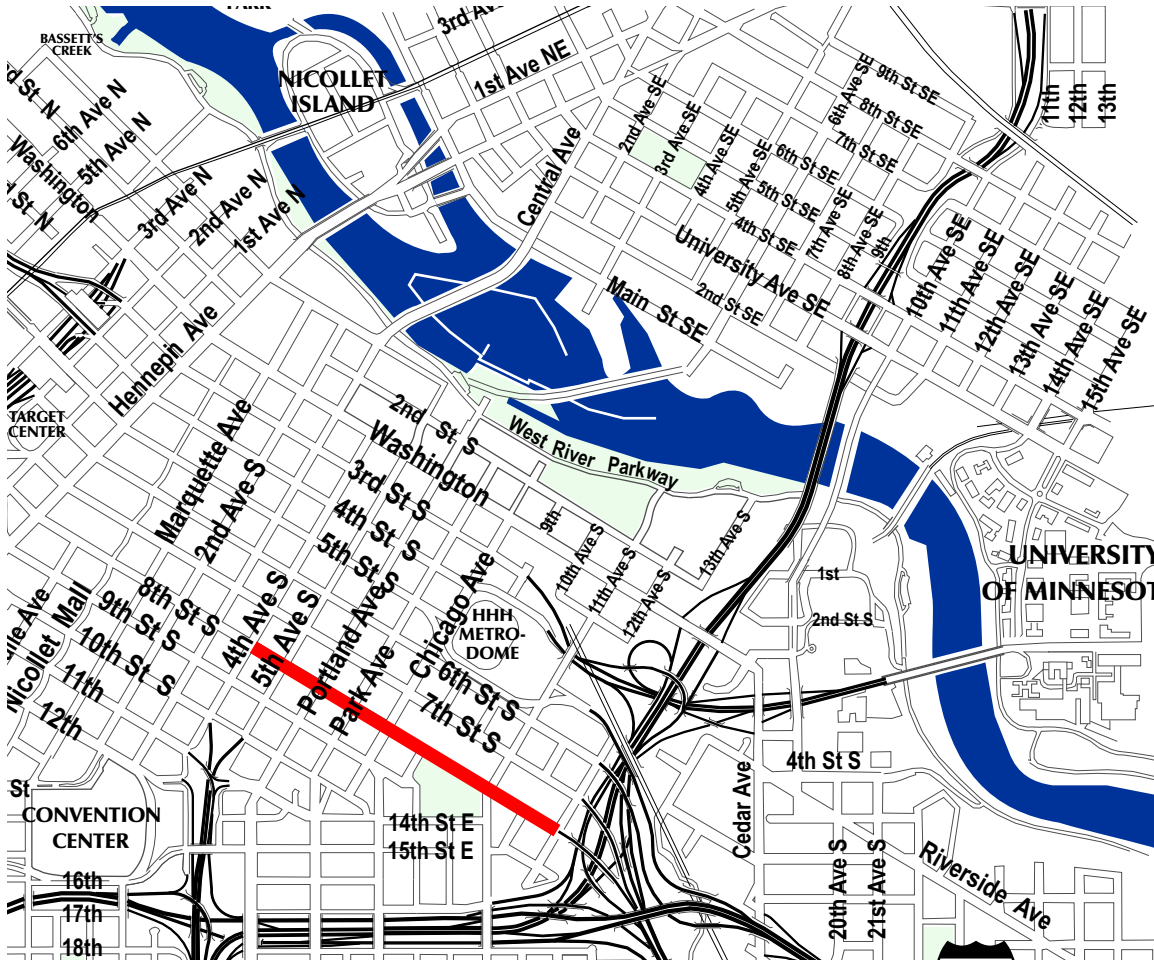 PARK
3rd Av
BASSETT'S
CREEK
NICOLLET
ISLAND
1st Ave NE
9th St SE
8th St SE
7th St SE
6th Ave SE
11th
12th
13th
2nd Ave SE
3rd Ave SE
4th Ave SE
5th Ave SE
6th St SE
5th St SE
4th St SE
7th Ave SE
8th Ave SE
9th
d St N
6th Ave N
5th Ave N
Washington
d St N
3rd Ave N
2nd Ave N
1st Ave N
Central Ave
University Ave SE
Main St SE
2nd St SE
10th Ave SE
11th Ave SE
12th Ave SE
13th Ave SE
14th Ave SE
15th Ave SE
Hennepin Ave
TARGET
CENTER
Marquette Ave
2nd Ave S
2nd St S
Washington
West River Parkway
3rd St S
4th St S
5th St S
9th
10th Ave S
11th Ave S
12th Ave S
13th Ave S
1st
2nd St S
UNIVERSITY
OF MINNESOT
Nicollet Mall
8th St S
9th St S
10th St S
11th
12th
4th Ave S
5th Ave S
Portland Ave S
Park Ave
Chicago Ave
HHH
METRO-
DOME
6th St S
7th St S
St
CONVENTION
CENTER
14th St E
15th St E
16th
17th
18th
Cedar Ave
4th St S
20th Ave S
21st Ave S
Riverside Ave